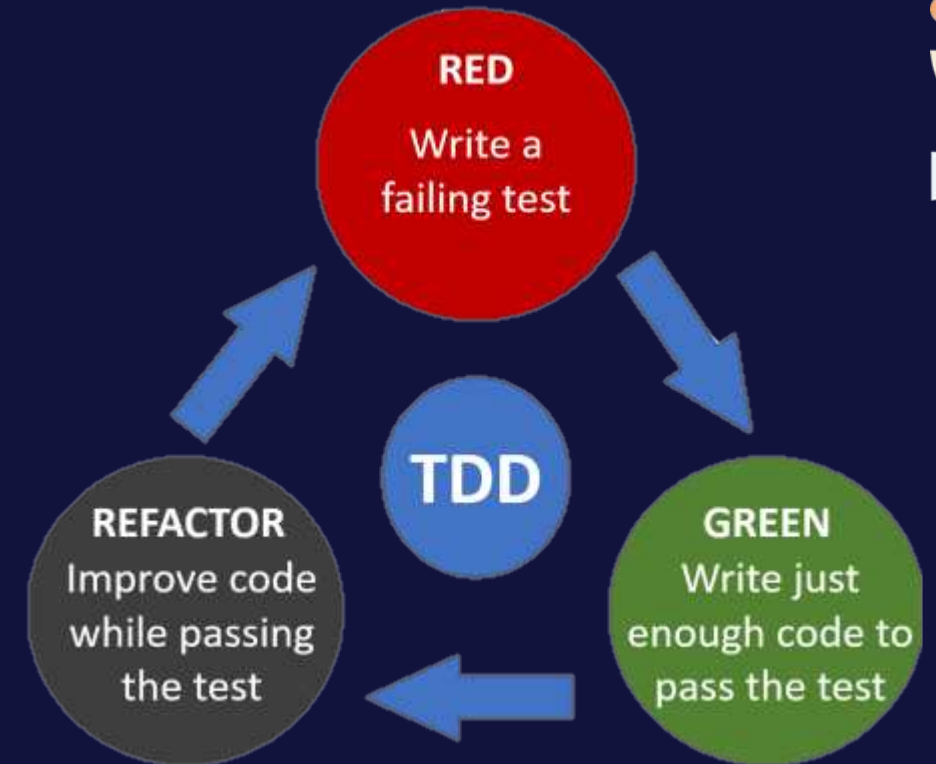 RED
Write a
failing test
TDD
REFACTOR
Improve code
while passing
the test
GREEN
Write just
enough code to
pass the test